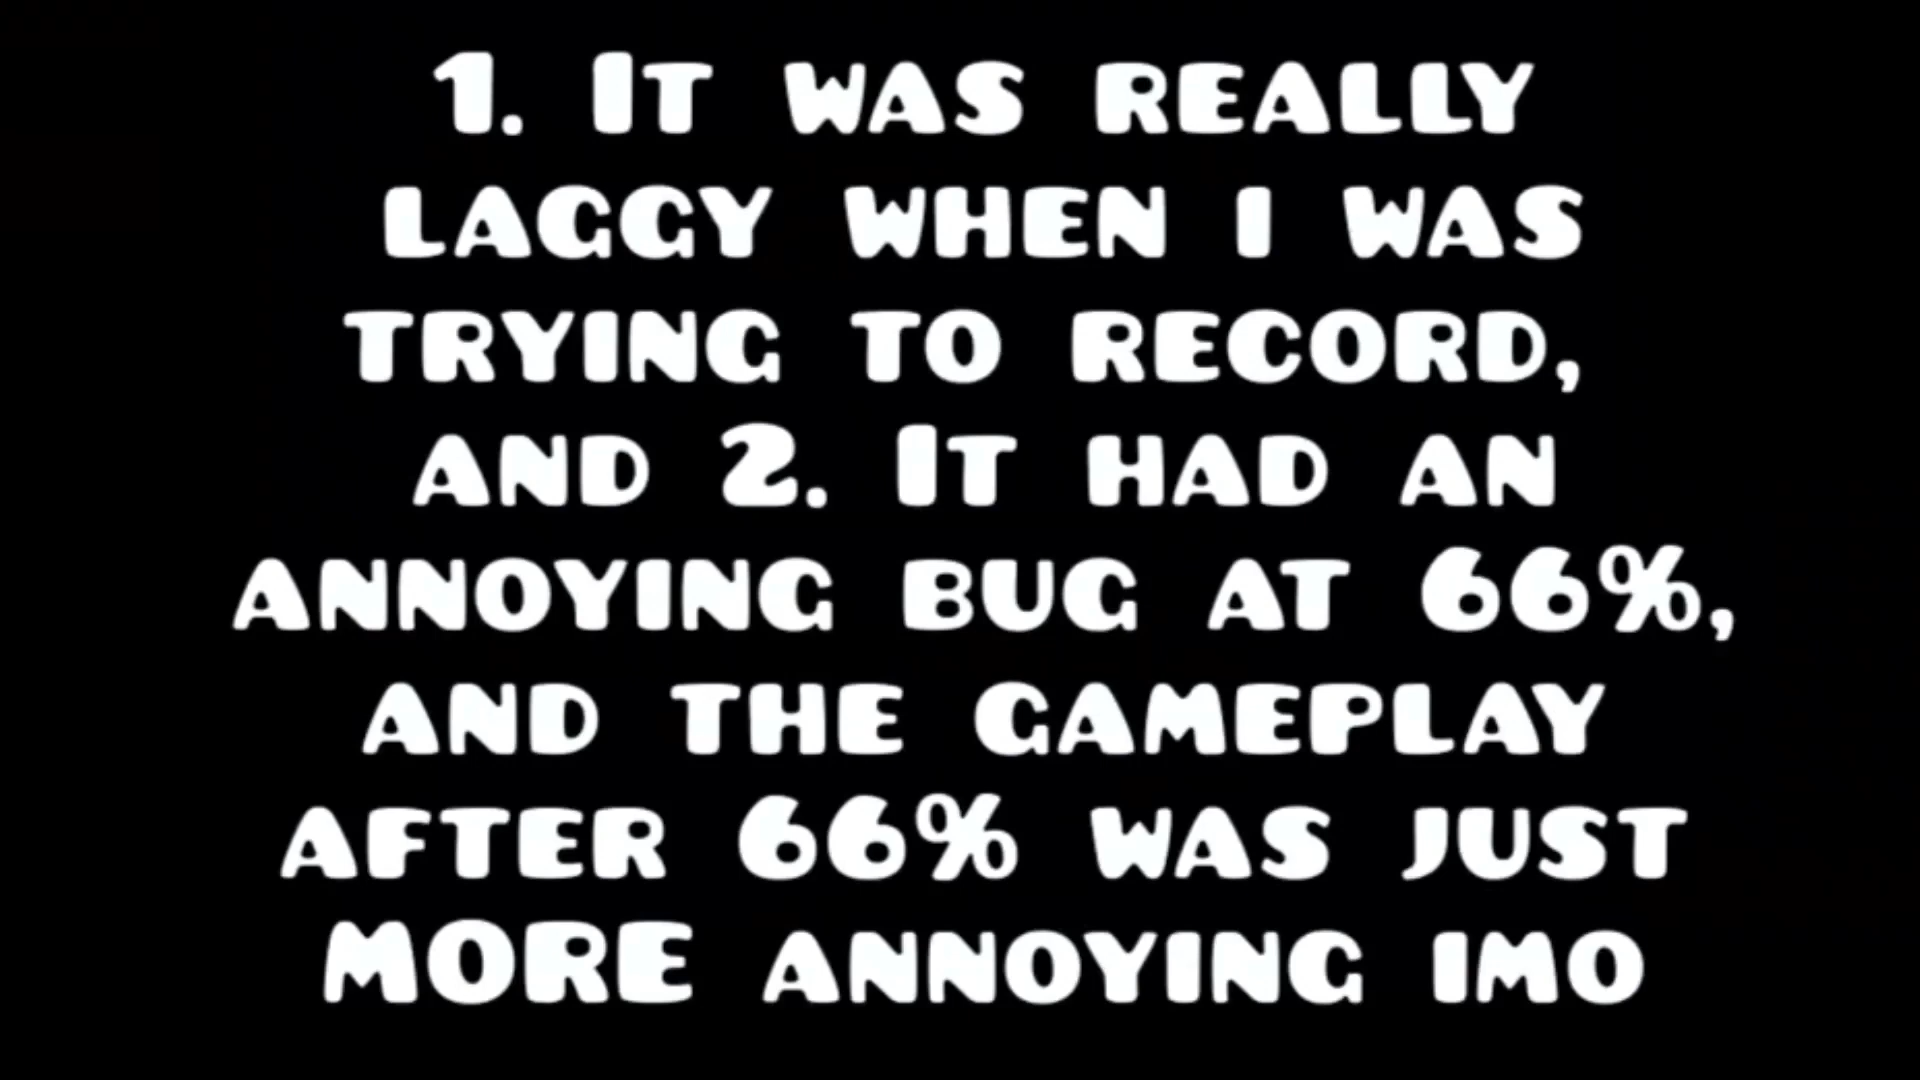 1. It was really
laggy when i was
trying to record,
and 2. It had an
annoying bug at 66%,
and the gameplay
after 66% was just
MORE annoying imo